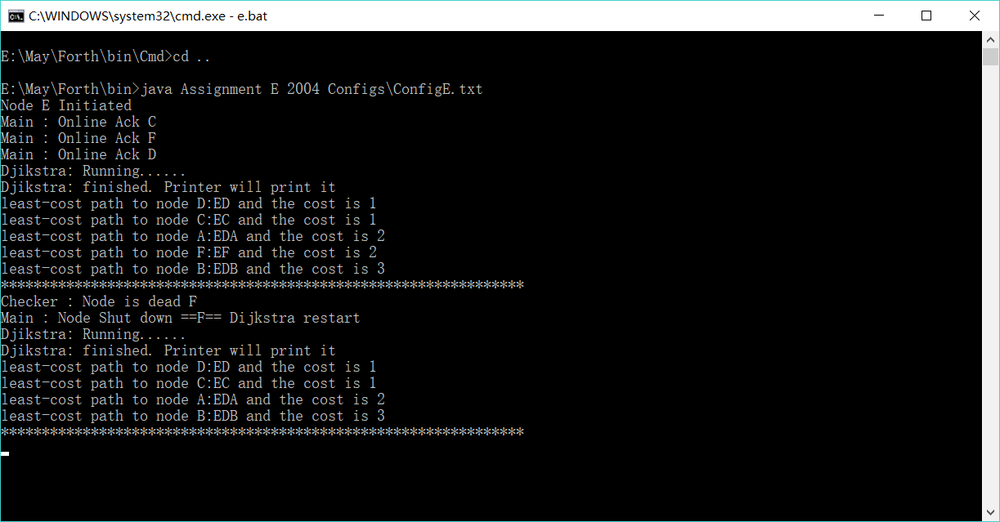 C:\WINDOWS\system32\cmd.exe - e.bat
E:\May\Forth\bin\Cmd>cd ..
E:\May\Forth\bin>java Assignment E 2004 Configs\ConfigE.txt
Node E Initiated
Main : Online Ack C
Main : Online Ack F
Main : Online Ack D
Djikstra: Running......
Djikstra: finished. Printer will print it
least-cost path to node D:ED and the cost is 1
least-cost path to node C:EC and the cost is 1
least-cost path to node A:EDA and the cost is 2
least-cost path to node F:EF and the cost is 2
least-cost path to node B:EDB and the cost is 3
****************************************************************
Checker : Node is dead F
Main : Node Shut down ==F== Dijkstra restart
Djikstra: Running......
Djikstra: finished. Printer will print it
least-cost path to node D:ED and the cost is 1
least-cost path to node C:EC and the cost is 1
least-cost path to node A:EDA and the cost is 2
least-cost path to node B:EDB and the cost is 3
****************************************************************